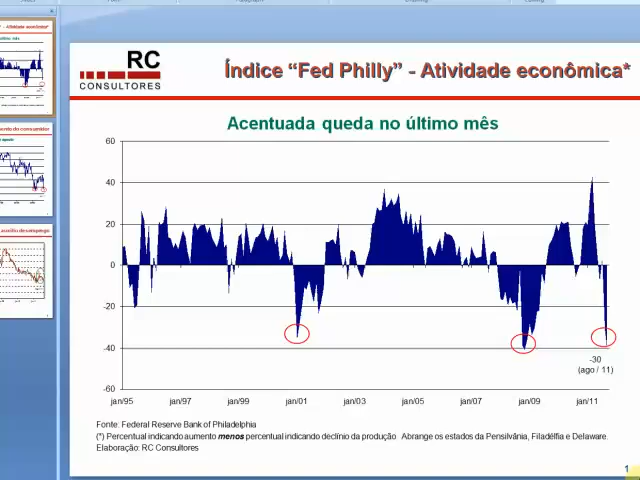 RC
CONSULTORES
Índice “Fed Philly” - Atividade econômica*
Acentuada queda no último mês
60
40
20
0
-20
-40
-60
jan/95 jan/97 jan/99 jan/01 jan/03 jan/05 jan/07 jan/09 jan/11
-30
(ago / 11)
Fonte: Federal Reserve Bank of Philadelphia
(*) Percentual indicando aumento menos percentual indicando declínio da produção Abrange os estados da Pensilvânia, Filadélfia e Delaware.
Elaboração: RC Consultores
1